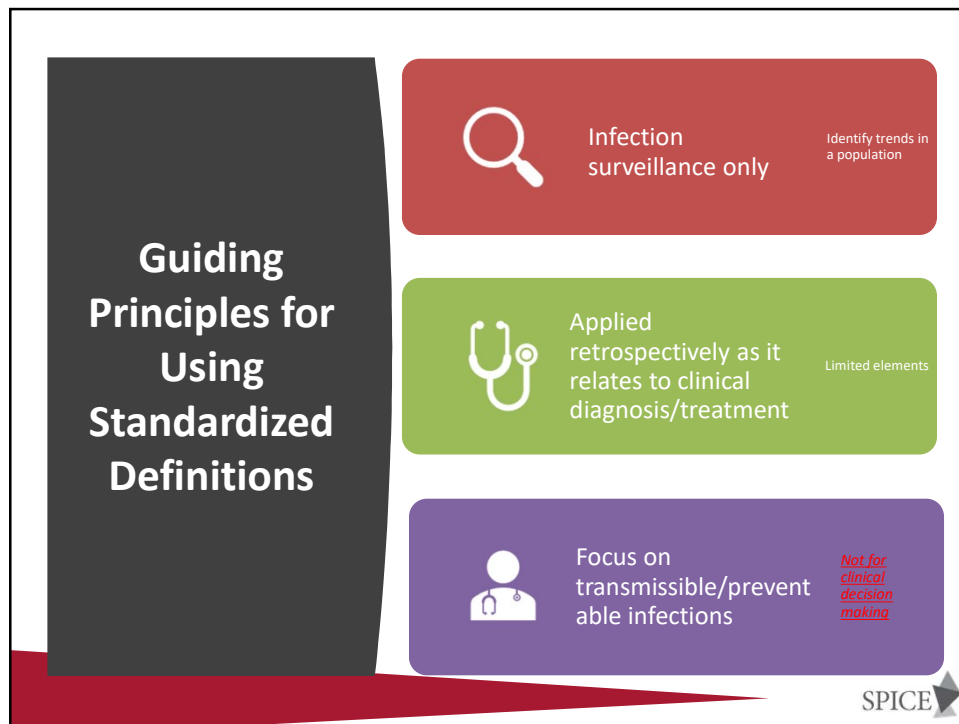 Guiding
Principles for
Using
Standardized
Definitions
Infection
surveillance only
Identify trends in
a population
Applied
retrospectively as it
relates to clinical
diagnosis/treatment
Limited elements
Focus on
transmissible/prevent
able infections
Not for
clinical
decision
making
SPICE